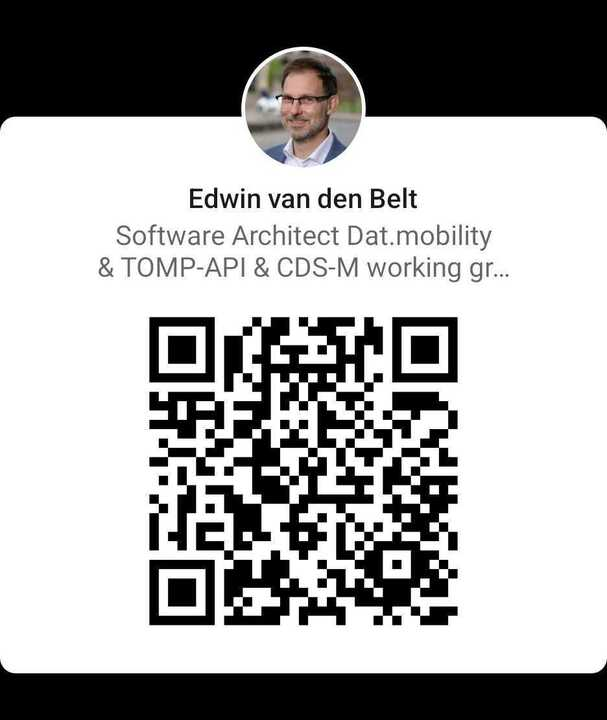 Edwin van den Belt
Software Architect Dat.mobility
& TOMP-API & CDS-M working gr...